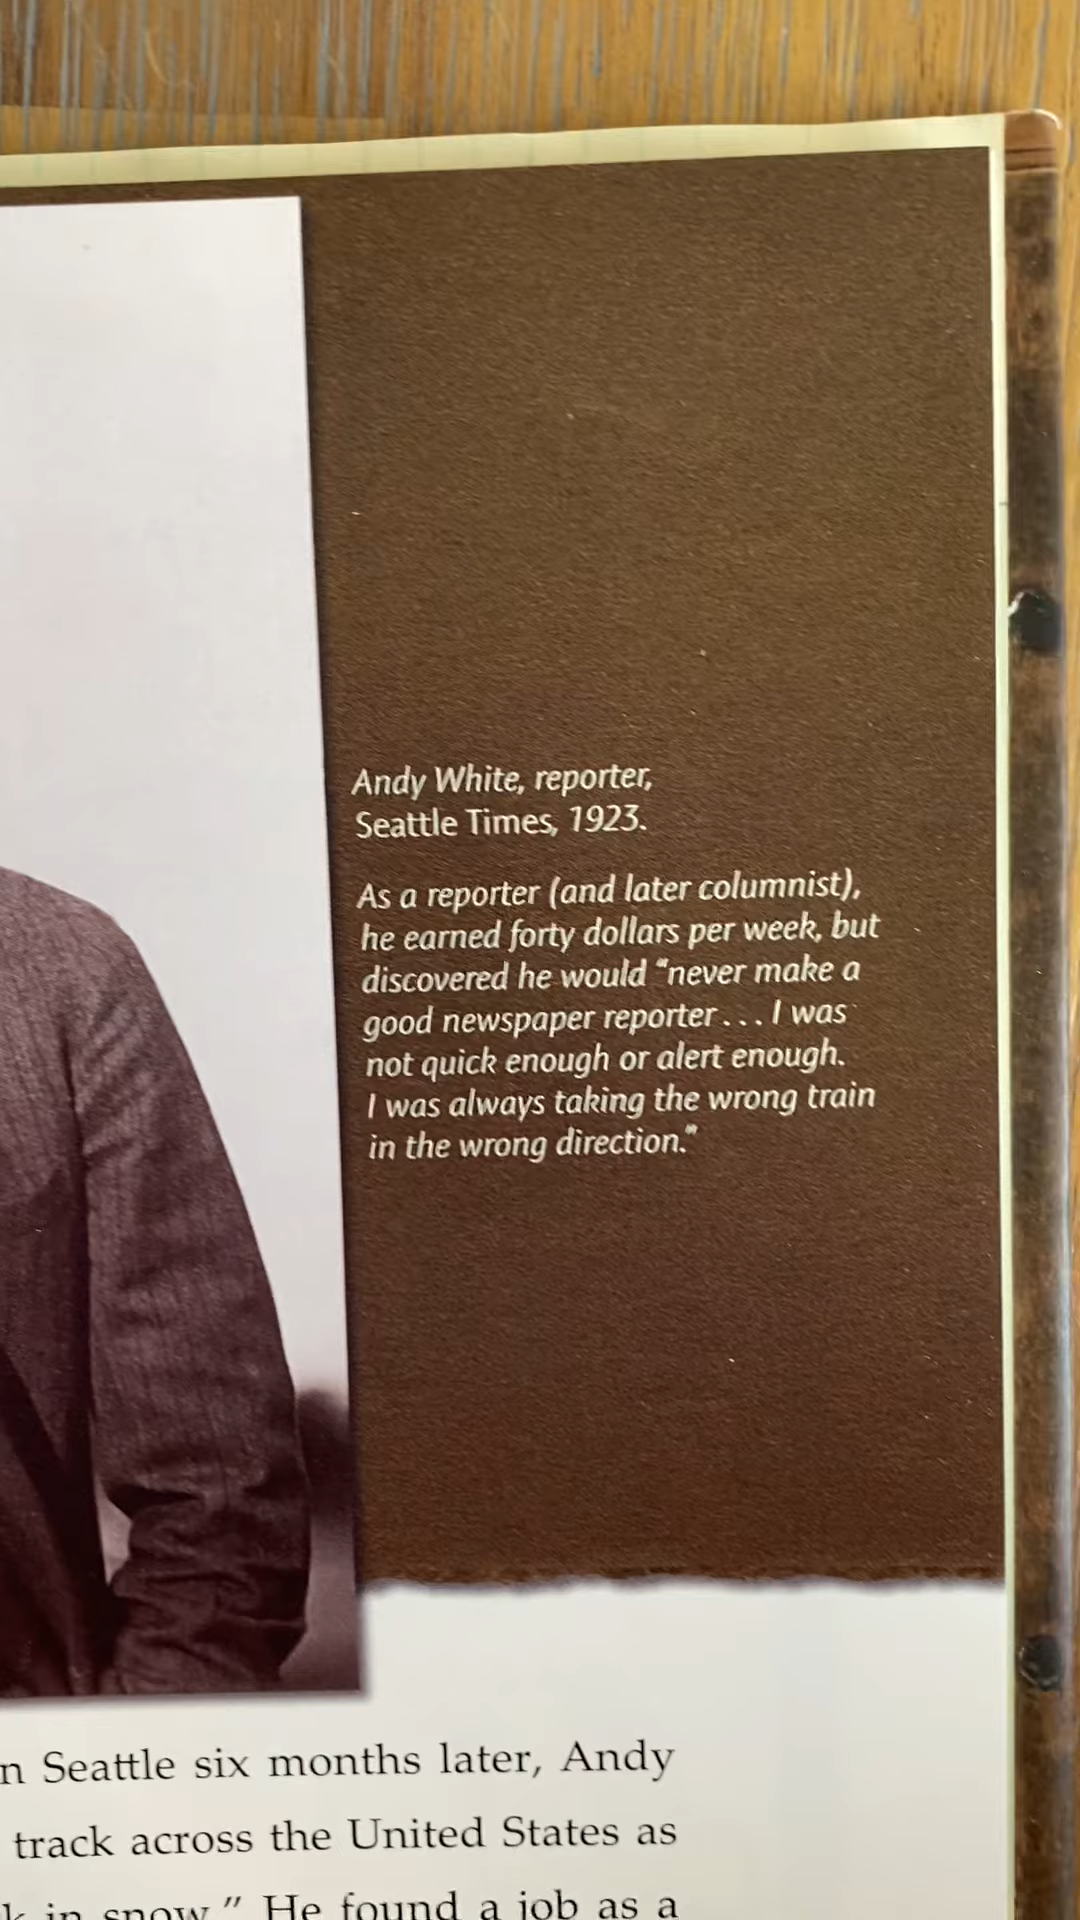 Andy White, reporter,
Seattle Times, 1923.
As a reporter (and later columnist),
he earned forty dollars per week, but
discovered he would “never make a
good newspaper reporter . . . I was
not quick enough or alert enough.
I was always taking the wrong train
in the wrong direction.”
n Seattle six months later, Andy
track across the United States as
k in snow.” He found a job as a